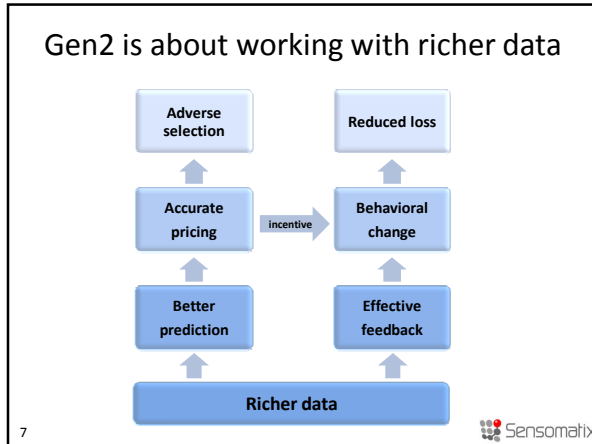 Gen2 is about working with richer data
Adverse
selection
Reduced loss
Accurate
pricing
incentive
Behavioral
change
Better
prediction
Effective
feedback
Richer data
7
Sensomatix